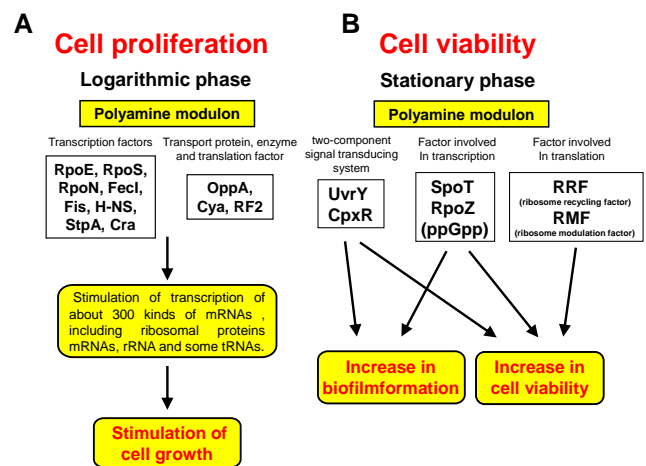 A
Cell proliferation
Logarithmic phase
Polyamine modulon
Transcription factors
RpoE, RpoS,
RpoN, FecI,
Fis, H-NS,
StpA, Cra
Transport protein, enzyme
and translation factor
OppA,
Cya, RF2
Stimulation of transcription of
about 300 kinds of mRNAs ,
including ribosomal proteins
mRNAs, rRNA and some tRNAs.
Stimulation of
cell growth
B
Cell viability
Stationary phase
Polyamine modulon
two-component
signal transducing
system
UvrY
CpxR
Factor involved
In transcription
SpoT
RpoZ
(ppGpp)
Factor involved
In translation
RRF
(ribosome recycling factor)
RMF
(ribosome modulation factor)
Increase in
biofilmformation
Increase in
cell viability